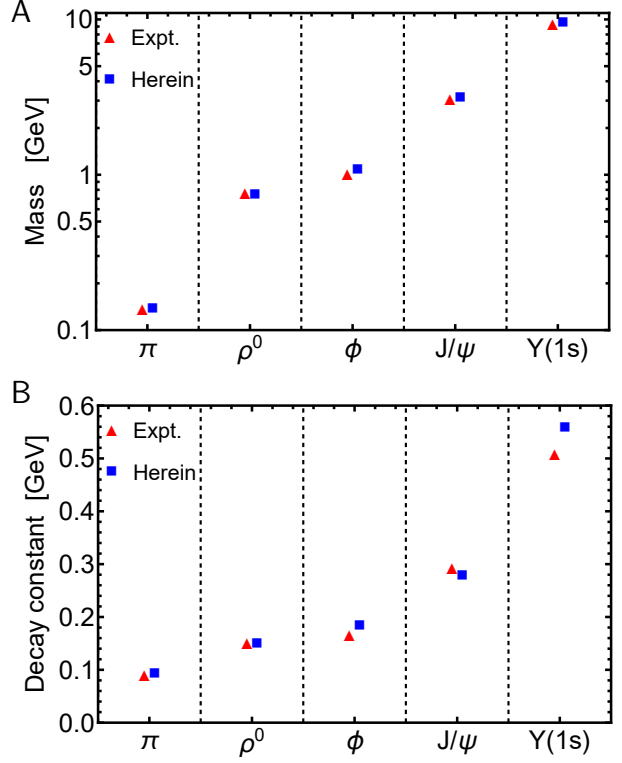 A
Mass [GeV]
10
5
1
0.5
0.1
Expt.
Herein
π ρ⁰ ϕ J/ψ Υ(1s)
B
Decay constant [GeV]
0.6
0.5
0.4
0.3
0.2
0.1
0.0
Expt.
Herein
π ρ⁰ ϕ J/ψ Υ(1s)